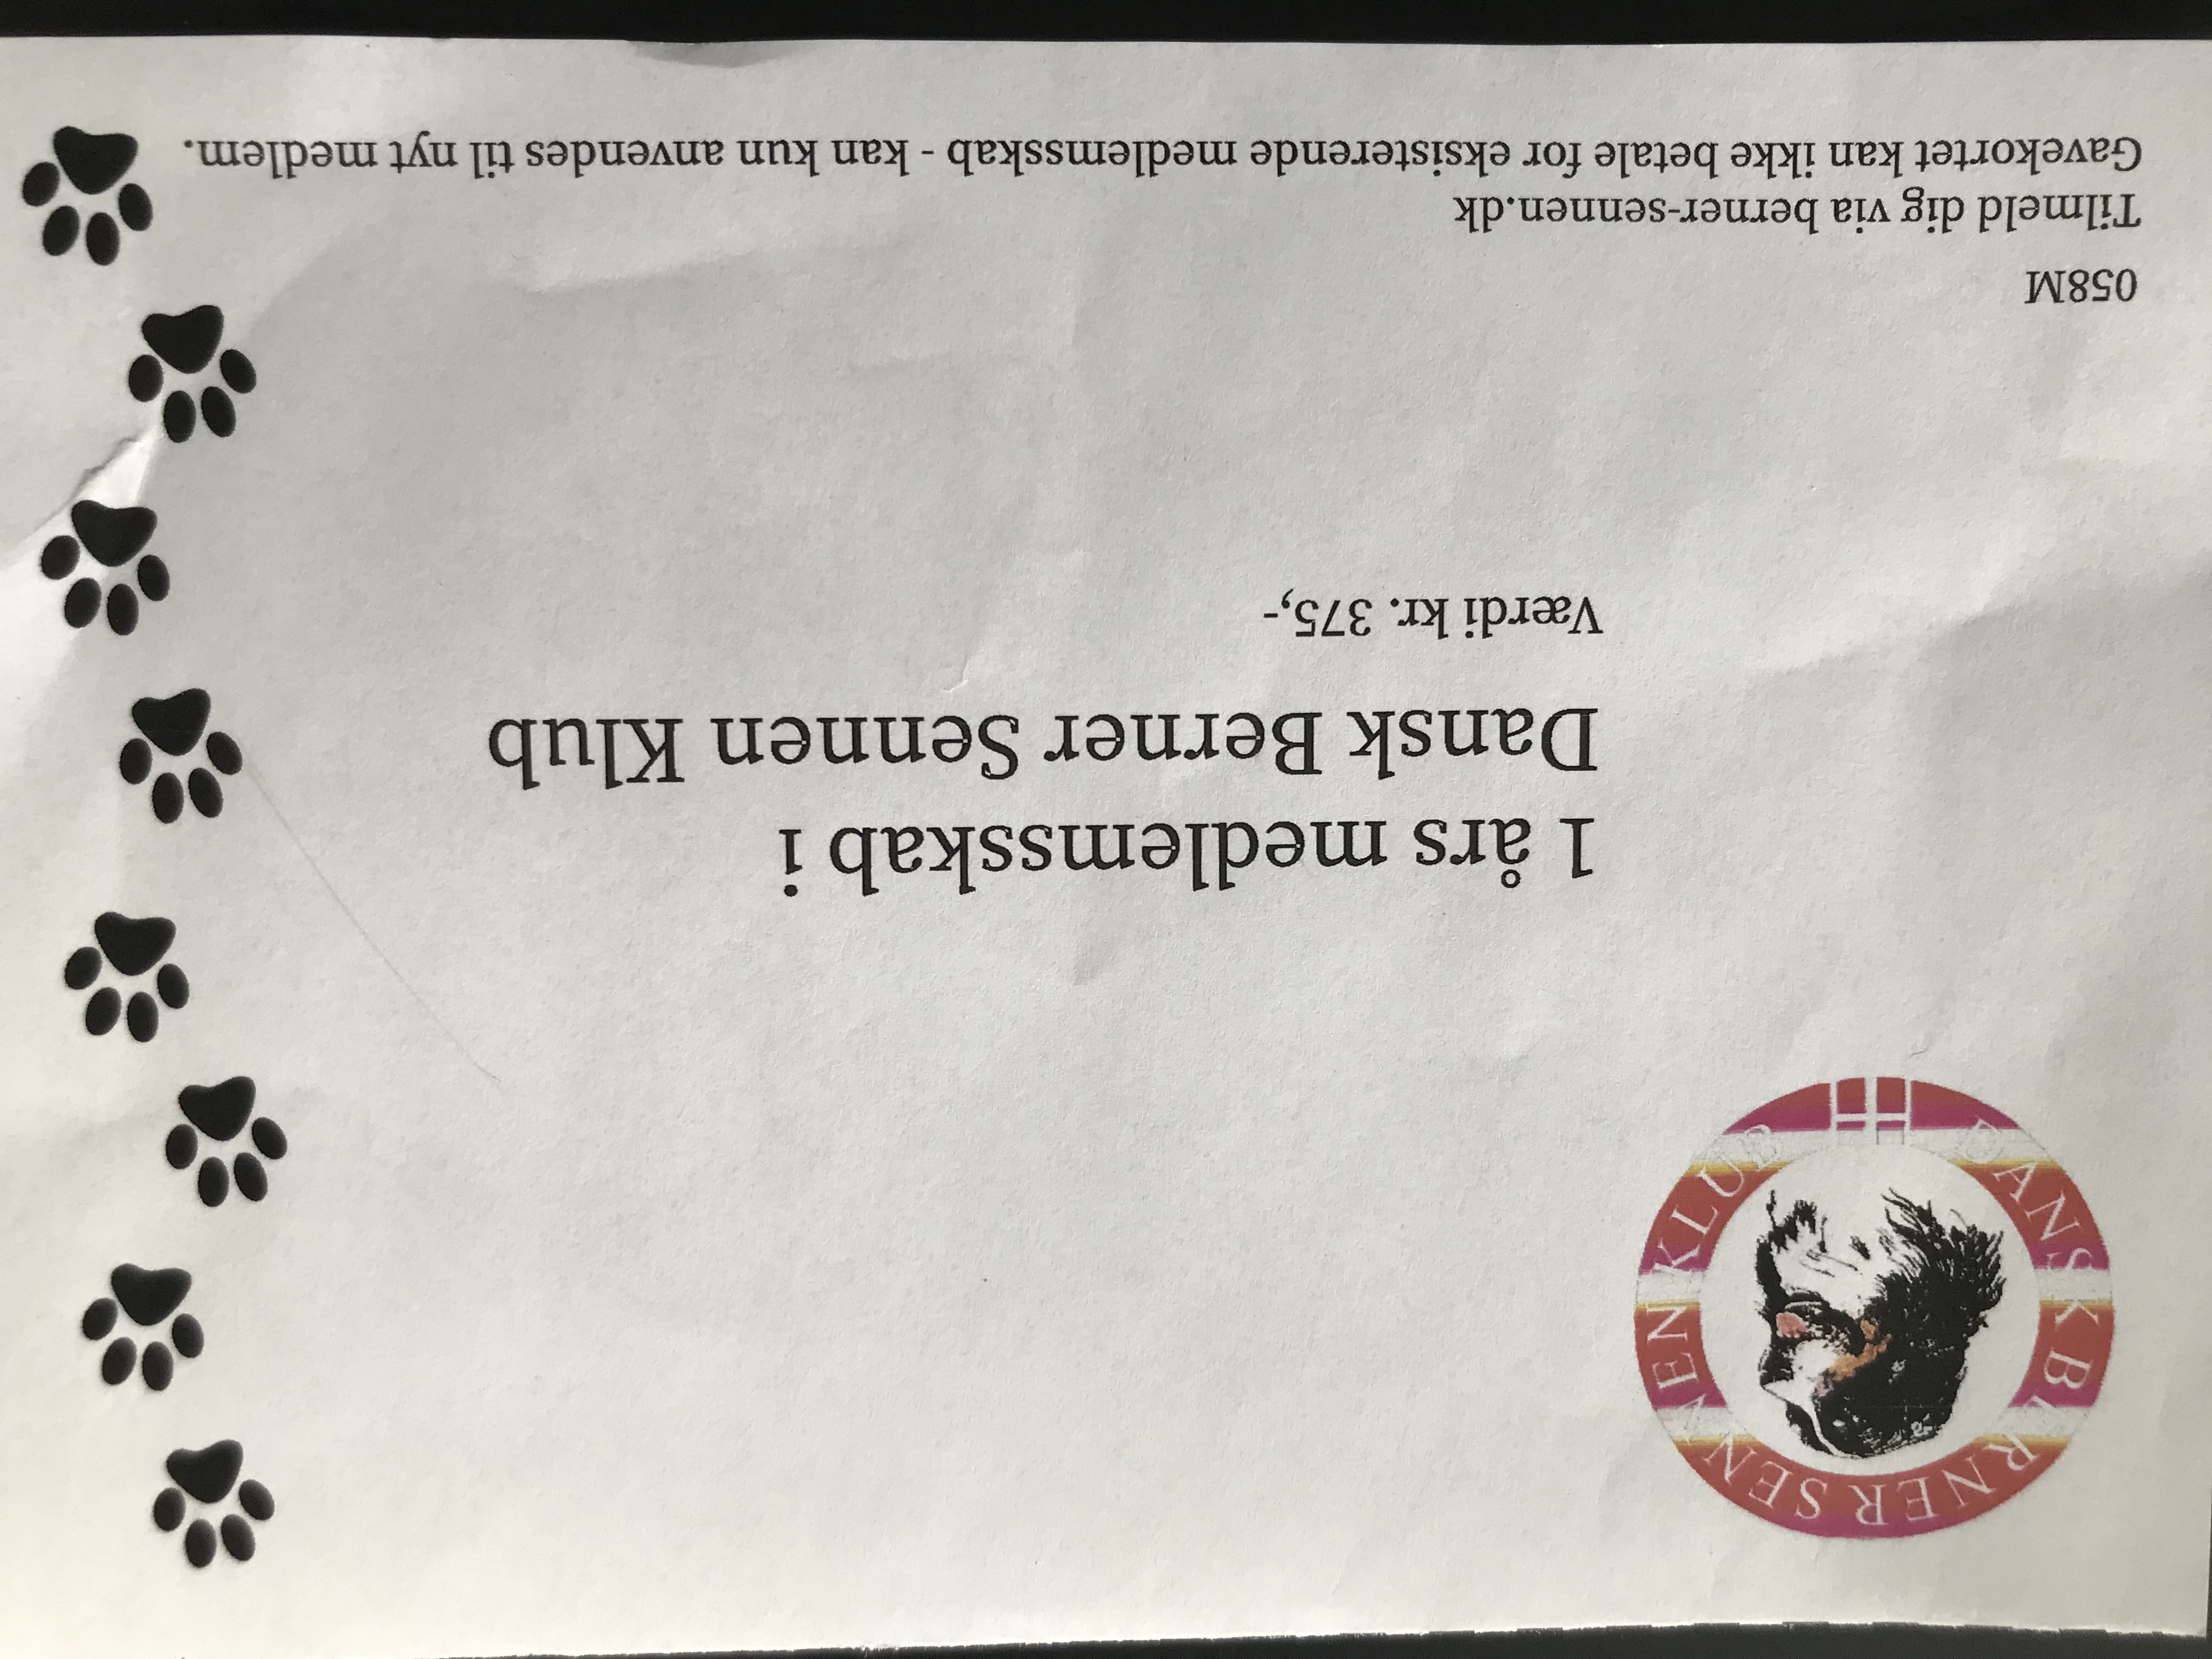 DANSK BERNER SENNEN KLUB
1 års medlemsskab i
Dansk Berner Sennen Klub
Værdi kr. 375,-
058M
Tilmeld dig via berner-sennen.dk
Gavekortet kan ikke betale for eksisterende medlemsskab - kan kun anvendes til nyt medlem.